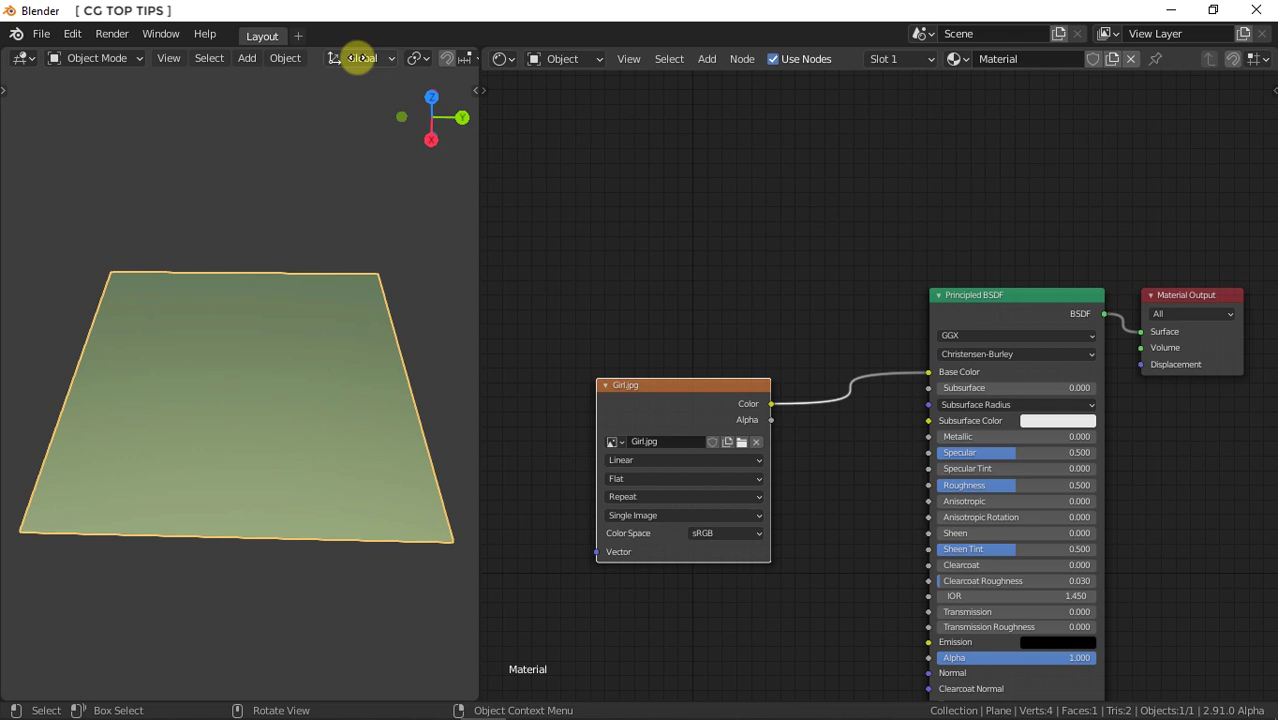 Blender [ CG TOP TIPS ]
File Edit Render Window Help Layout + Scene View Layer
Object Mode View Select Add Object Object View Select Add Node Use Nodes Slot 1 Material
Z
Y
X
Principled BSDF
BSDF
GGX
Christensen-Burley
Base Color
Subsurface 0.000
Subsurface Radius
Subsurface Color
Metallic 0.000
Specular 0.500
Specular Tint 0.000
Roughness 0.500
Anisotropic 0.000
Anisotropic Rotation 0.000
Sheen 0.000
Sheen Tint 0.500
Clearcoat 0.000
Clearcoat Roughness 0.030
IOR 1.450
Transmission 0.000
Transmission Roughness 0.000
Emission
Alpha 1.000
Normal
Clearcoat Normal
Material Output
All
Surface
Volume
Displacement
Girl.jpg
Color
Alpha
Girl.jpg
Linear
Flat
Repeat
Single Image
Color Space sRGB
Vector
Material
Select Box Select Rotate View Object Context Menu Collection | Plane | Verts:4 | Faces:1 | Tris:2 | Objects:1/1 | 2.91.0 Alpha